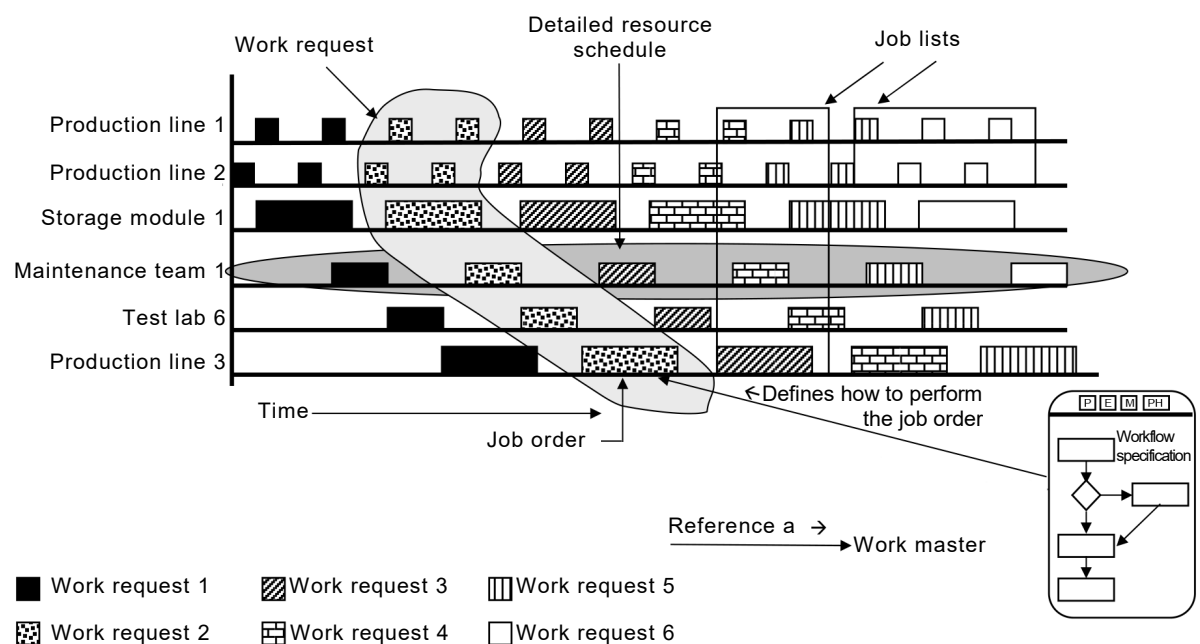 Work request
Detailed resource
schedule
Job lists
Production line 1
Production line 2
Storage module 1
Maintenance team 1
Test lab 6
Production line 3
Time
Job order
←Defines how to perform
the job order
P E M PH
Workflow
specification
Reference a →
Work master
Work request 1
Work request 3
Work request 5
Work request 2
Work request 4
Work request 6